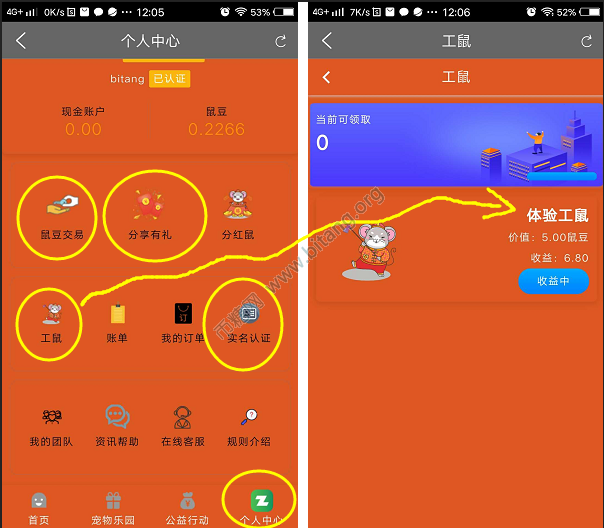 4G+ 0K/s 12:05 53%
个人中心
bitang 已认证
现金账户 鼠豆
0.00 0.2266
鼠豆交易 分享有礼 分红鼠
工鼠 账单 我的订单 实名认证
订
我的团队 资讯帮助 在线客服 规则介绍
首页 宠物乐园 公益行动 个人中心
4G+ 7K/s 12:06 52%
工鼠
工鼠
当前可领取
0
体验工鼠
价值：5.00鼠豆
收益：6.80
收益中
币糖网 www.bitang.org